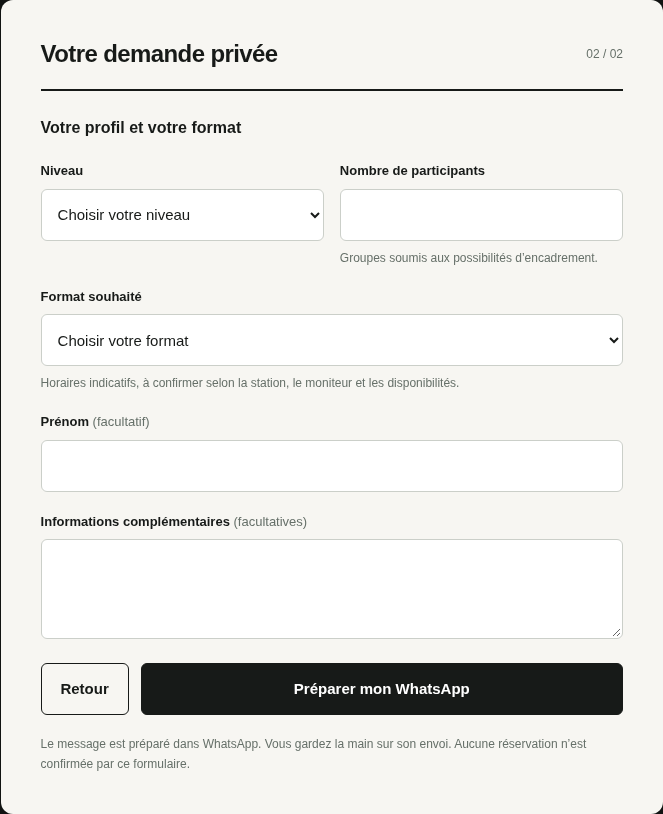 Votre demande privée
02 / 02
Votre profil et votre format
Niveau
Nombre de participants
Choisir votre niveau
Groupes soumis aux possibilités d’encadrement.
Format souhaité
Choisir votre format
Horaires indicatifs, à confirmer selon la station, le moniteur et les disponibilités.
Prénom (facultatif)
Informations complémentaires (facultatives)
Retour
Préparer mon WhatsApp
Le message est préparé dans WhatsApp. Vous gardez la main sur son envoi. Aucune réservation n’est
confirmée par ce formulaire.